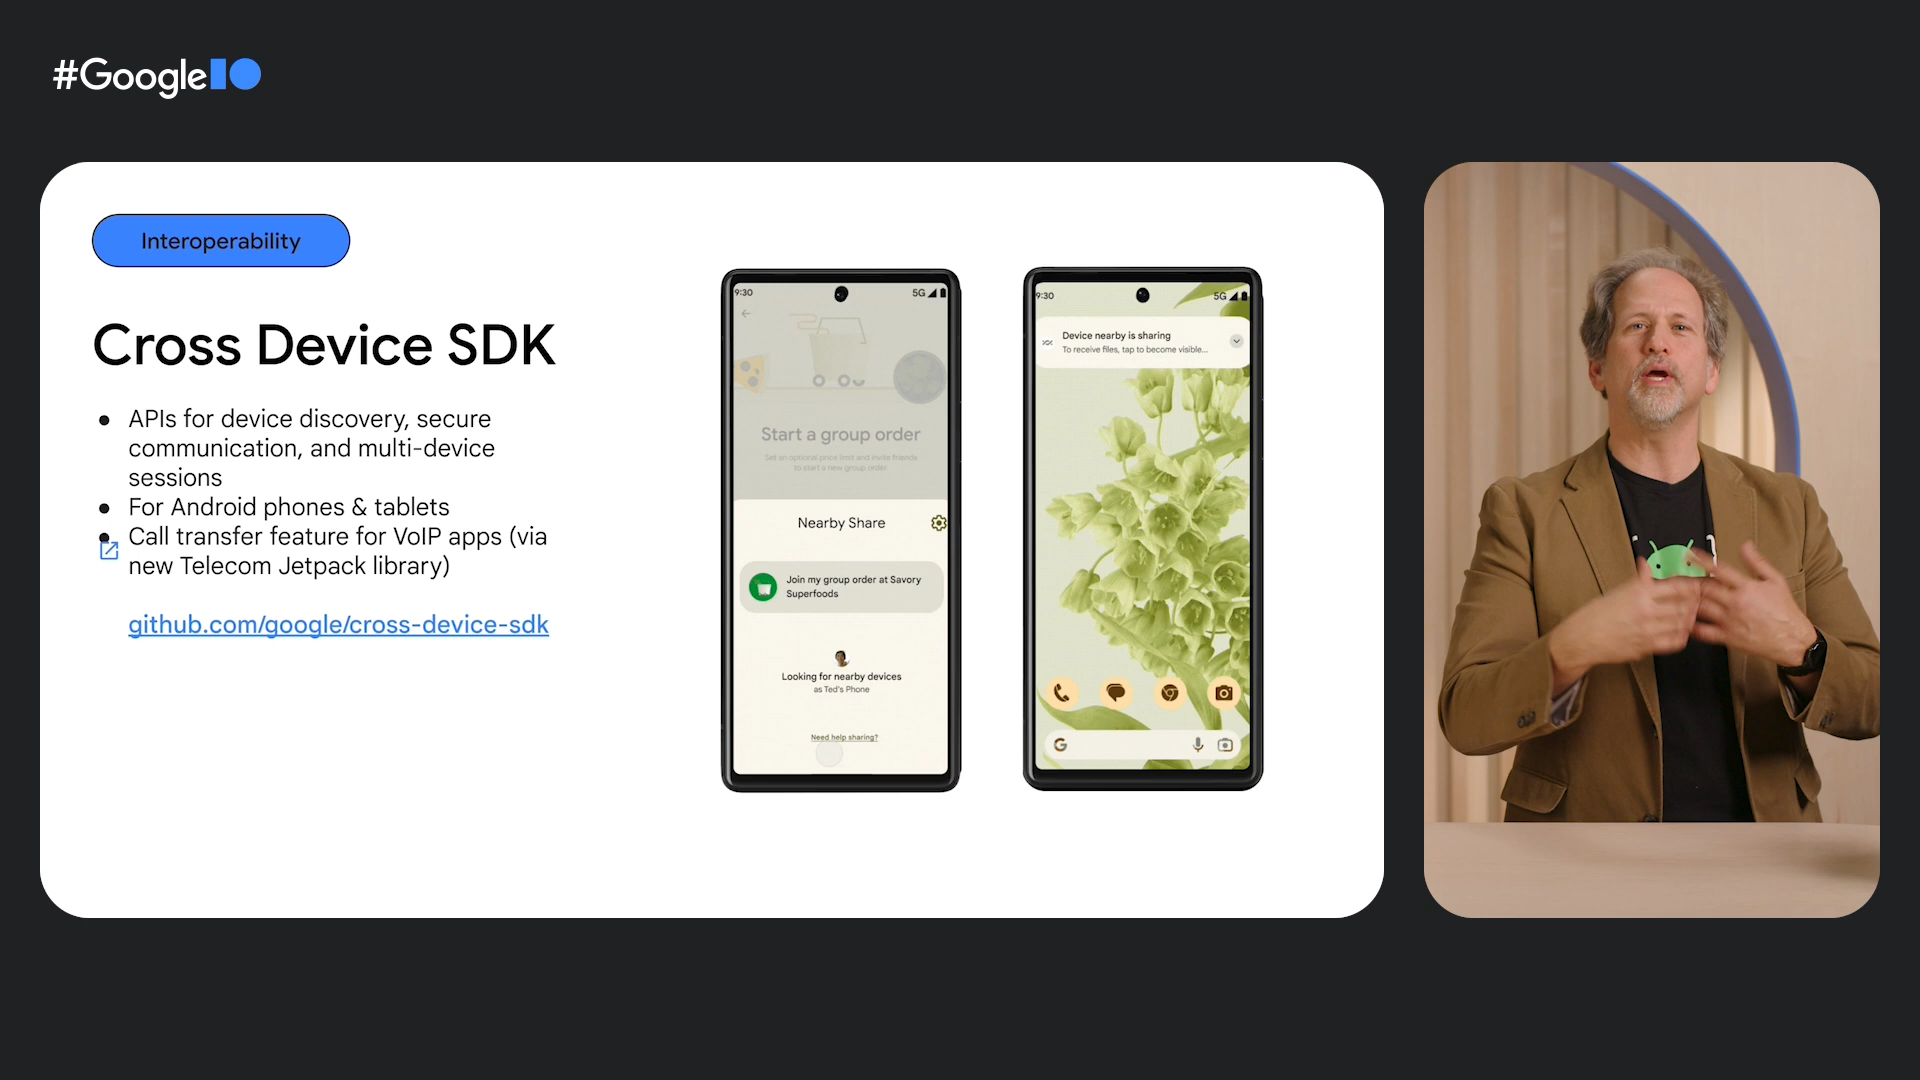 #GoogleIO
Interoperability
Cross Device SDK
● APIs for device discovery, secure
communication, and multi-device
sessions
● For Android phones & tablets
● Call transfer feature for VoIP apps (via
new Telecom Jetpack library)
github.com/google/cross-device-sdk
9:30 5G
Start a group order
Set an optional price limit and invite friends
to start a new group order
Nearby Share
Join my group order at Savory
Superfoods
Looking for nearby devices
as Ted's Phone
Need help sharing?
9:30 5G
Device nearby is sharing
To receive files, tap to become visible...
G